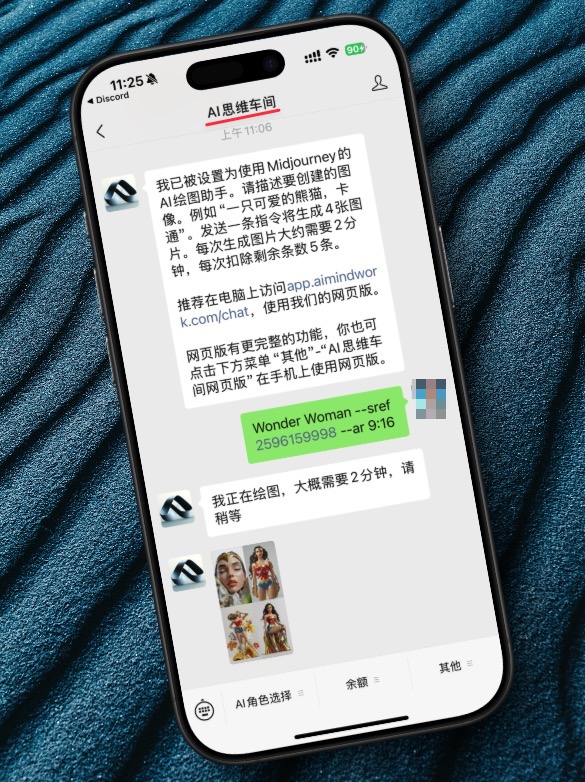 11:25
90
◀ Discord
AI思维车间
上午11:06
我已被设置为使用Midjourney的
AI绘图助手。请描述要创建的图
像。例如“一只可爱的熊猫，卡
通”。发送一条指令将生成4张图
片。每次生成图片大约需要2分
钟，每次扣除剩余条数5条。
推荐在电脑上访问app.aimindwor
k.com/chat，使用我们的网页版。
网页版有更完整的功能，你也可
点击下方菜单“其他”-“AI思维车
间网页版”在手机上使用网页版。
Wonder Woman --sref
2596159998 --ar 9:16
我正在绘图，大概需要2分钟，请
稍等
AI角色选择
余额
其他